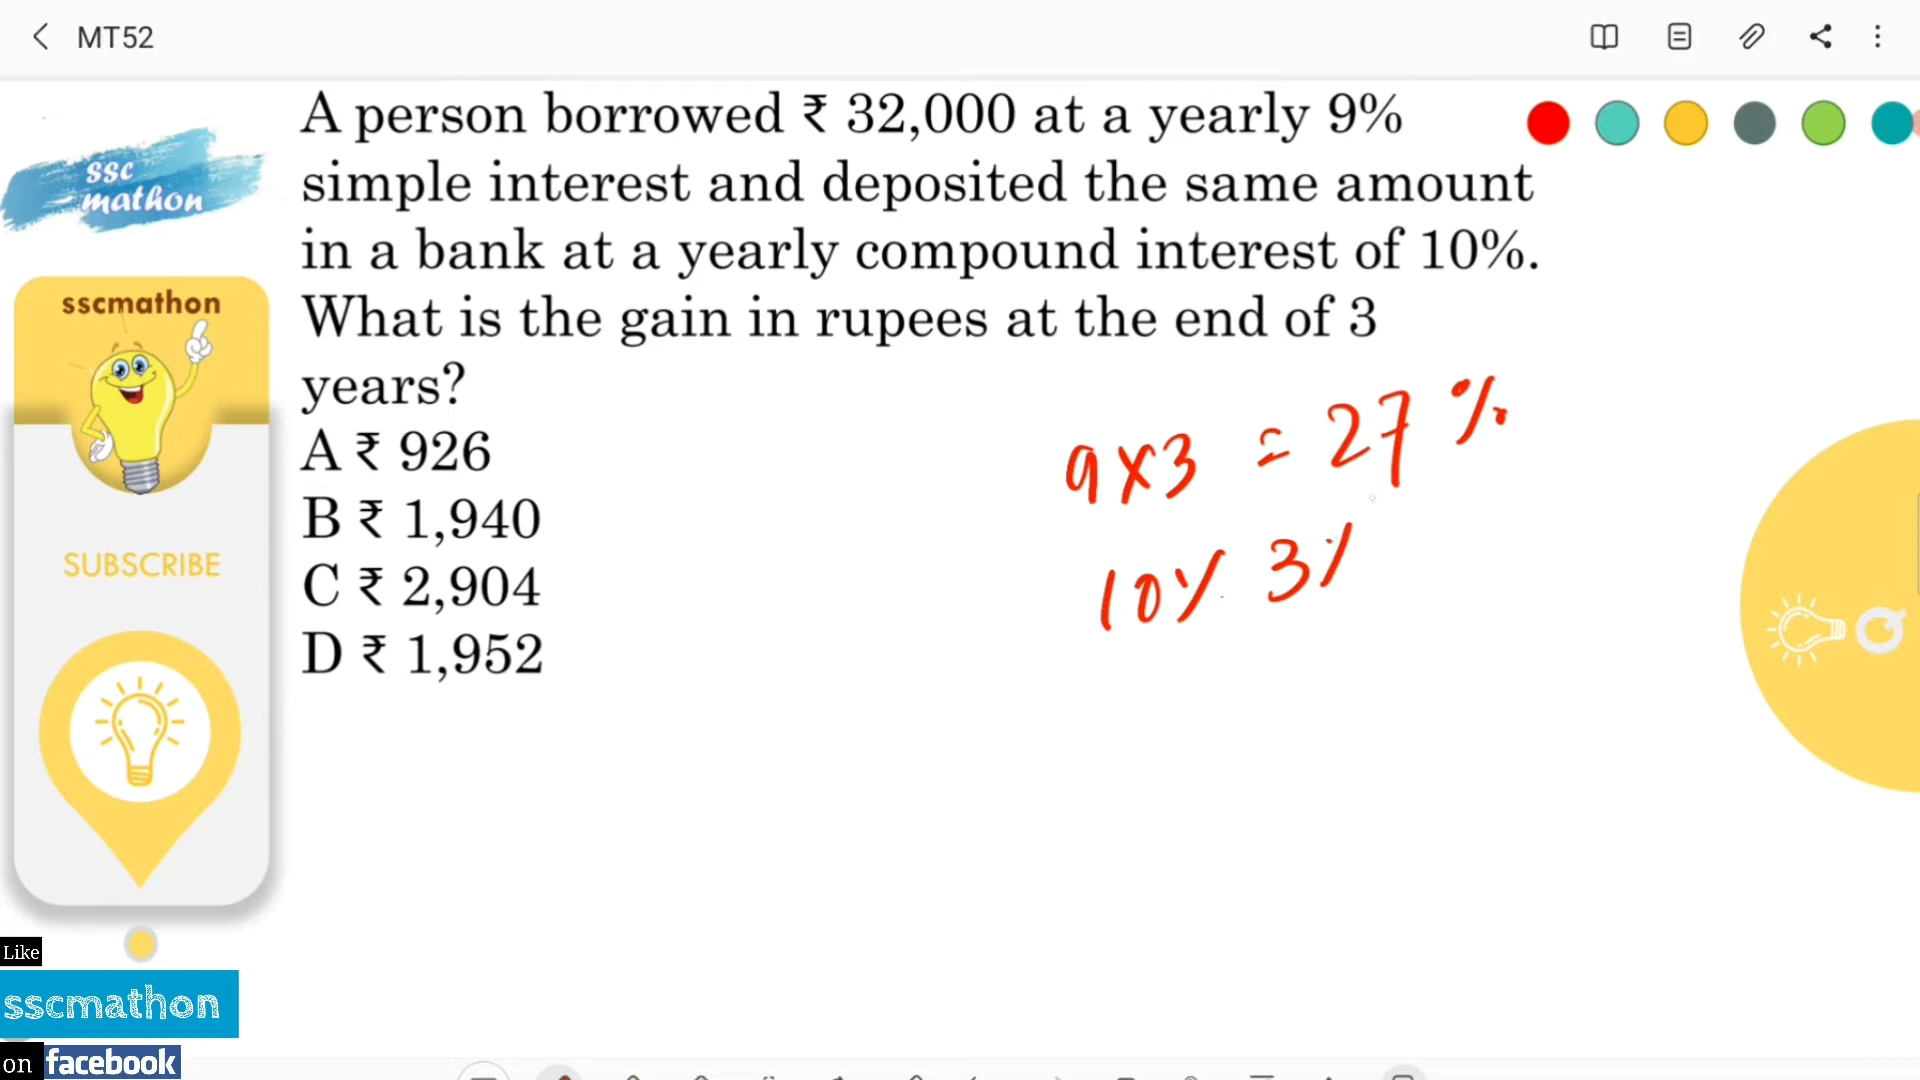 MT52
A person borrowed ₹ 32,000 at a yearly 9%
simple interest and deposited the same amount
in a bank at a yearly compound interest of 10%.
What is the gain in rupees at the end of 3
years?
A ₹ 926
B ₹ 1,940
C ₹ 2,904
D ₹ 1,952
9×3 = 27 %
10% 3%
ssc
mathon
sscmathon
SUBSCRIBE
Like
sscmathon
on facebook
Q